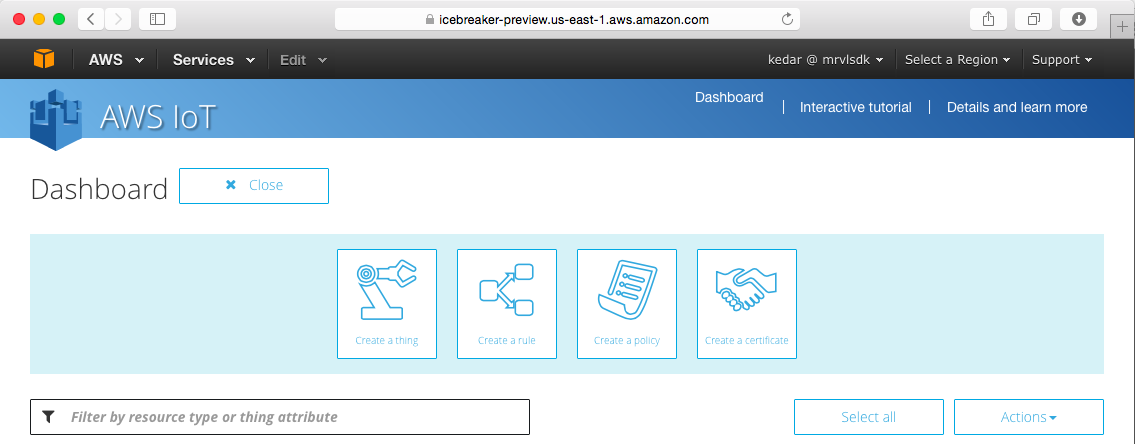 icebreaker-preview.us-east-1.aws.amazon.com
AWS Services Edit kedar @ mrvlsdk Select a Region Support
AWS IoT Dashboard Interactive tutorial Details and learn more
Dashboard Close
Create a thing Create a rule Create a policy Create a certificate
Filter by resource type or thing attribute Select all Actions